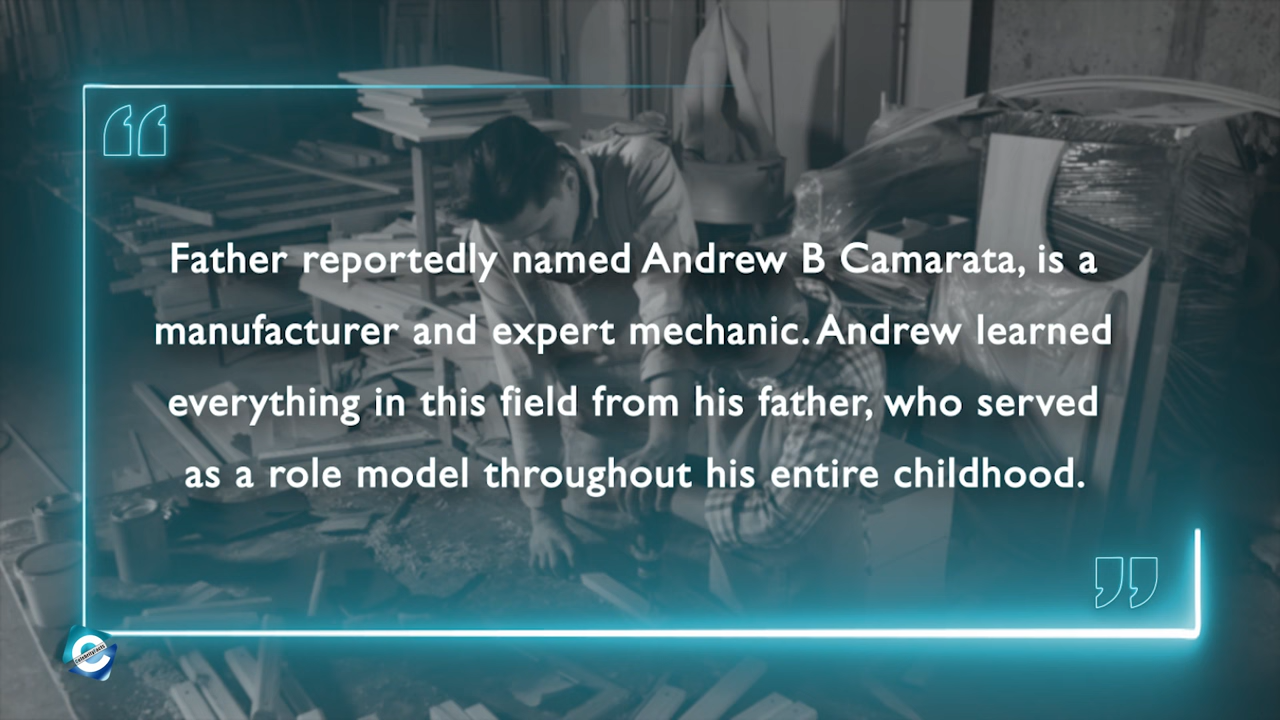 Father reportedly named Andrew B Camarata, is a
manufacturer and expert mechanic. Andrew learned
everything in this field from his father, who served
as a role model throughout his entire childhood.